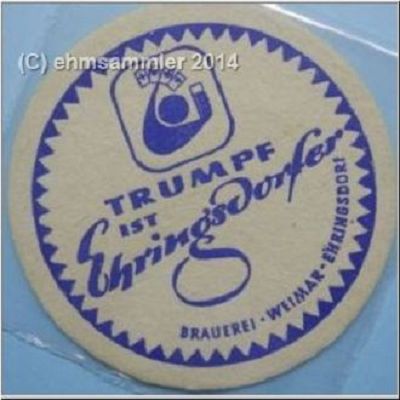 (C) ehmsammler 2014
TRUMPF
IST
Ehringsdorfer
BRAUEREI · WEIMAR · EHRINGSDORF